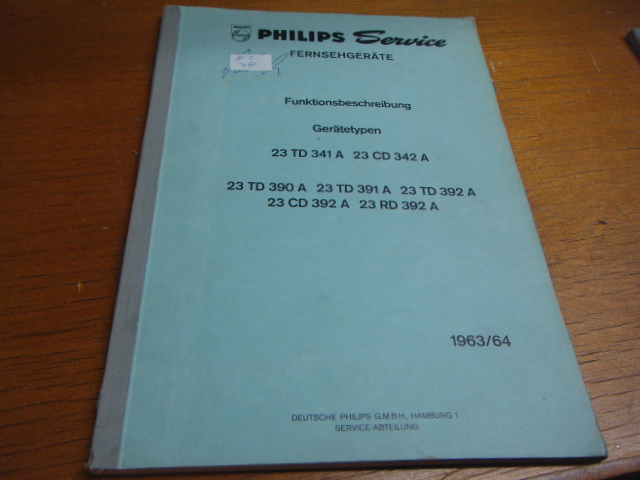 PHILIPS
PHILIPS Service
FERNSEHGERÄTE
Funktionsbeschreibung
Gerätetypen
23 TD 341 A 23 CD 342 A
23 TD 390 A 23 TD 391 A 23 TD 392 A
23 CD 392 A 23 RD 392 A
1963/64
DEUTSCHE PHILIPS G.M.B.H., HAMBURG 1
SERVICE-ABTEILUNG